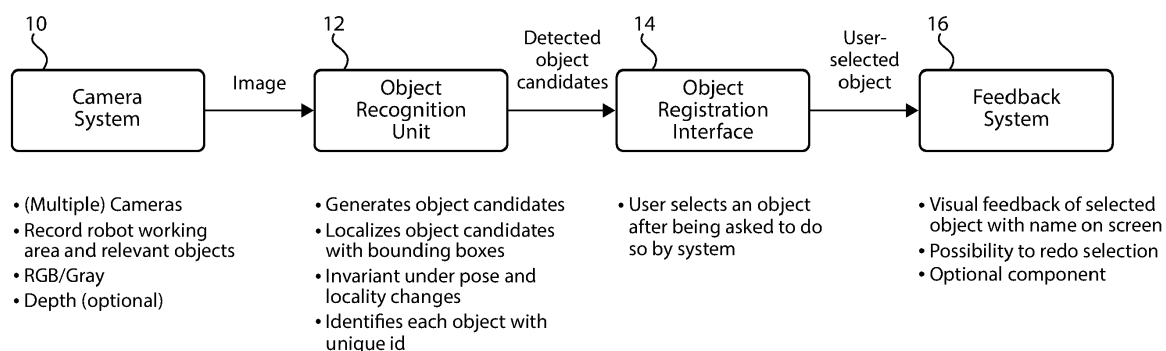 10
12
14
16
Camera
System
Image
Object
Recognition
Unit
Detected
object
candidates
Object
Registration
Interface
User-
selected
object
Feedback
System
• (Multiple) Cameras
• Record robot working
area and relevant objects
• RGB/Gray
• Depth (optional)
• Generates object candidates
• Localizes object candidates
with bounding boxes
• Invariant under pose and
locality changes
• Identifies each object with
unique id
• User selects an object
after being asked to do
so by system
• Visual feedback of selected
object with name on screen
• Possibility to redo selection
• Optional component